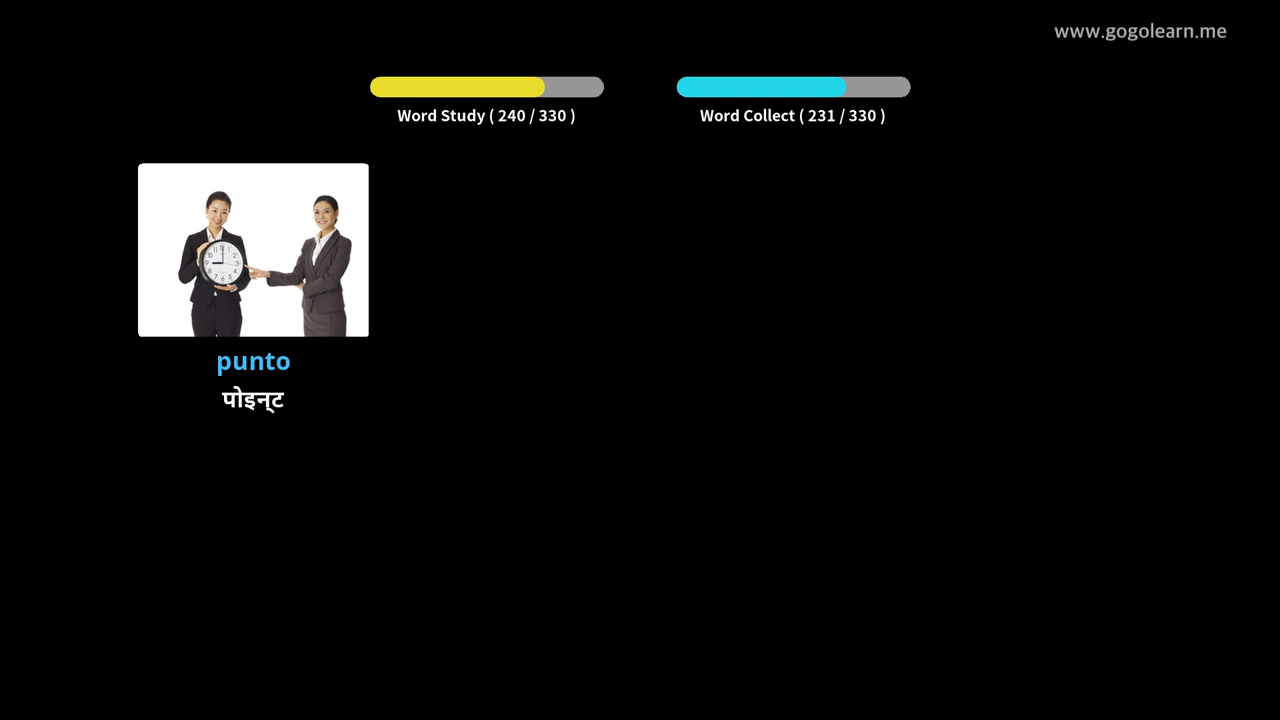 www.gogolearn.me
Word Study ( 240 / 330 )
Word Collect ( 231 / 330 )
punto
पोइन्ट